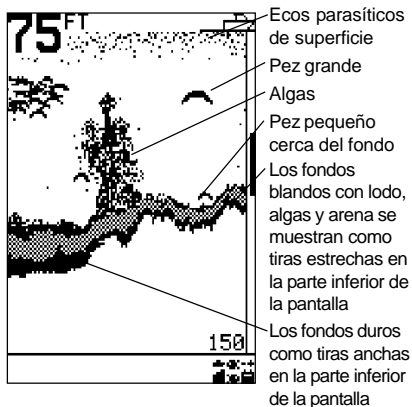 75 FT
Ecos parasíticos
de superficie
Pez grande
Algas
Pez pequeño
cerca del fondo
Los fondos
blandos con lodo,
algas y arena se
muestran como
tiras estrechas en
la parte inferior de
la pantalla
Los fondos duros
como tiras anchas
en la parte inferior
de la pantalla
150